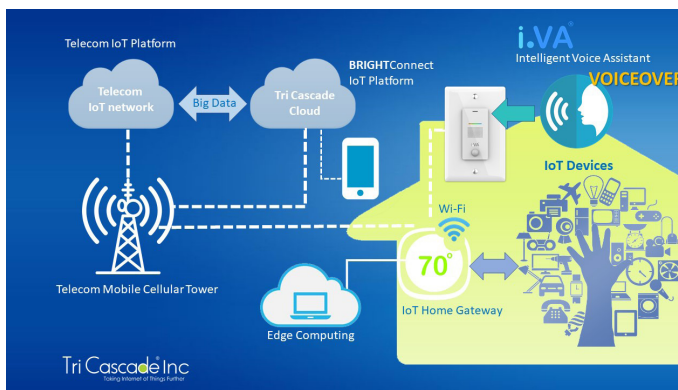 Telecom IoT Platform
Telecom
IoT network
Big Data
BRIGHTConnect
IoT Platform
Tri Cascade
Cloud
i.VA
Intelligent Voice Assistant
VOICEOVER
IoT Devices
Wi-Fi
70°
IoT Home Gateway
Telecom Mobile Cellular Tower
Edge Computing
Tri Cascade Inc
Taking Internet of Things Further